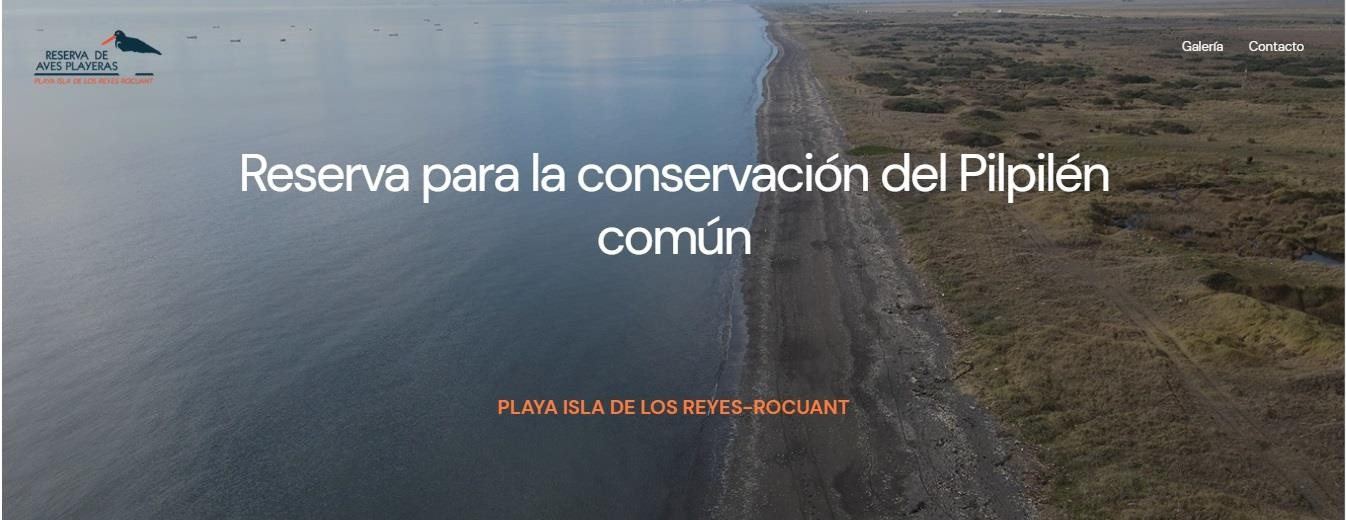 RESERVA DE
AVES PLAYERAS
PLAYA ISLA DE LOS REYES-ROCUANT
Galería
Contacto
Reserva para la conservación del Pilpilén
común
PLAYA ISLA DE LOS REYES-ROCUANT